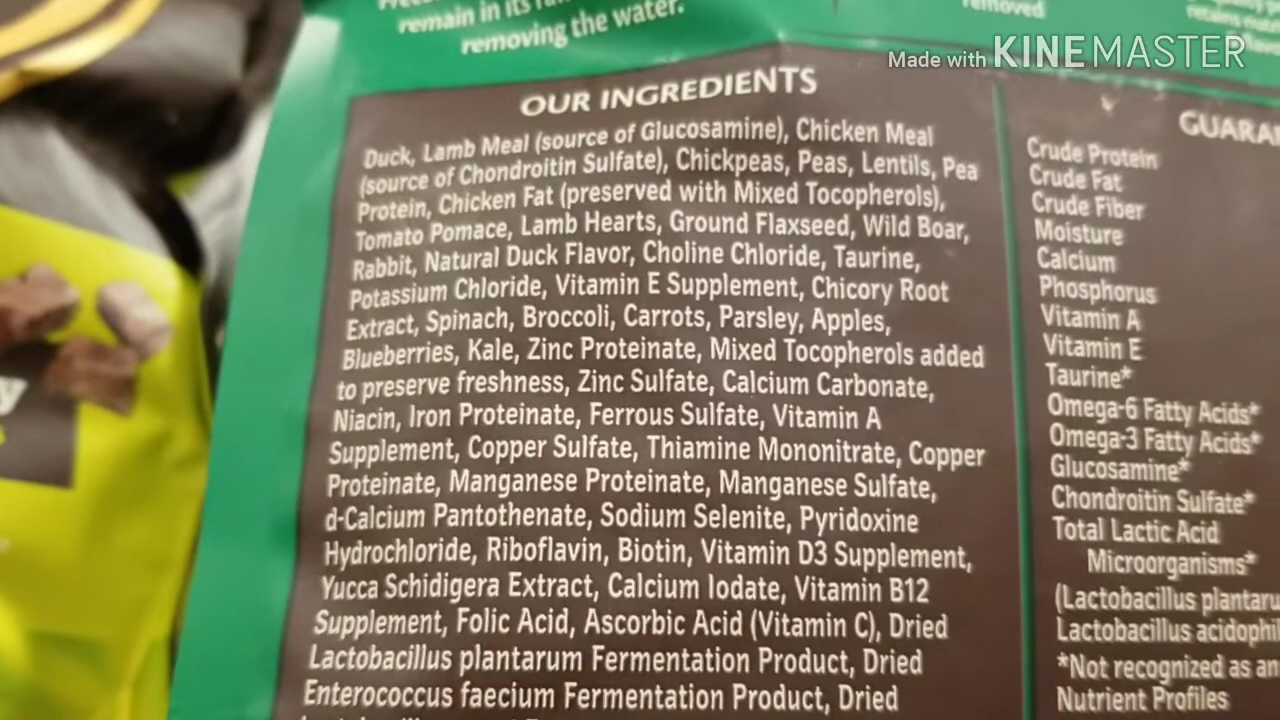 remain in its
removing the water.
removed
Made with KINEMASTER
OUR INGREDIENTS
Duck, Lamb Meal (source of Glucosamine), Chicken Meal
(source of Chondroitin Sulfate), Chickpeas, Peas, Lentils, Pea
Protein, Chicken Fat (preserved with Mixed Tocopherols),
Tomato Pomace, Lamb Hearts, Ground Flaxseed, Wild Boar,
Rabbit, Natural Duck Flavor, Choline Chloride, Taurine,
Potassium Chloride, Vitamin E Supplement, Chicory Root
Extract, Spinach, Broccoli, Carrots, Parsley, Apples,
Blueberries, Kale, Zinc Proteinate, Mixed Tocopherols added
to preserve freshness, Zinc Sulfate, Calcium Carbonate,
Niacin, Iron Proteinate, Ferrous Sulfate, Vitamin A
Supplement, Copper Sulfate, Thiamine Mononitrate, Copper
Proteinate, Manganese Proteinate, Manganese Sulfate,
d-Calcium Pantothenate, Sodium Selenite, Pyridoxine
Hydrochloride, Riboflavin, Biotin, Vitamin D3 Supplement,
Yucca Schidigera Extract, Calcium Iodate, Vitamin B12
Supplement, Folic Acid, Ascorbic Acid (Vitamin C), Dried
Lactobacillus plantarum Fermentation Product, Dried
Enterococcus faecium Fermentation Product, Dried
GUARA
Crude Protein
Crude Fat
Crude Fiber
Moisture
Calcium
Phosphorus
Vitamin A
Vitamin E
Taurine*
Omega-6 Fatty Acids*
Omega-3 Fatty Acids*
Glucosamine*
Chondroitin Sulfate*
Total Lactic Acid
Microorganisms*
(Lactobacillus plantaru
Lactobacillus acidophil
*Not recognized as an
Nutrient Profiles